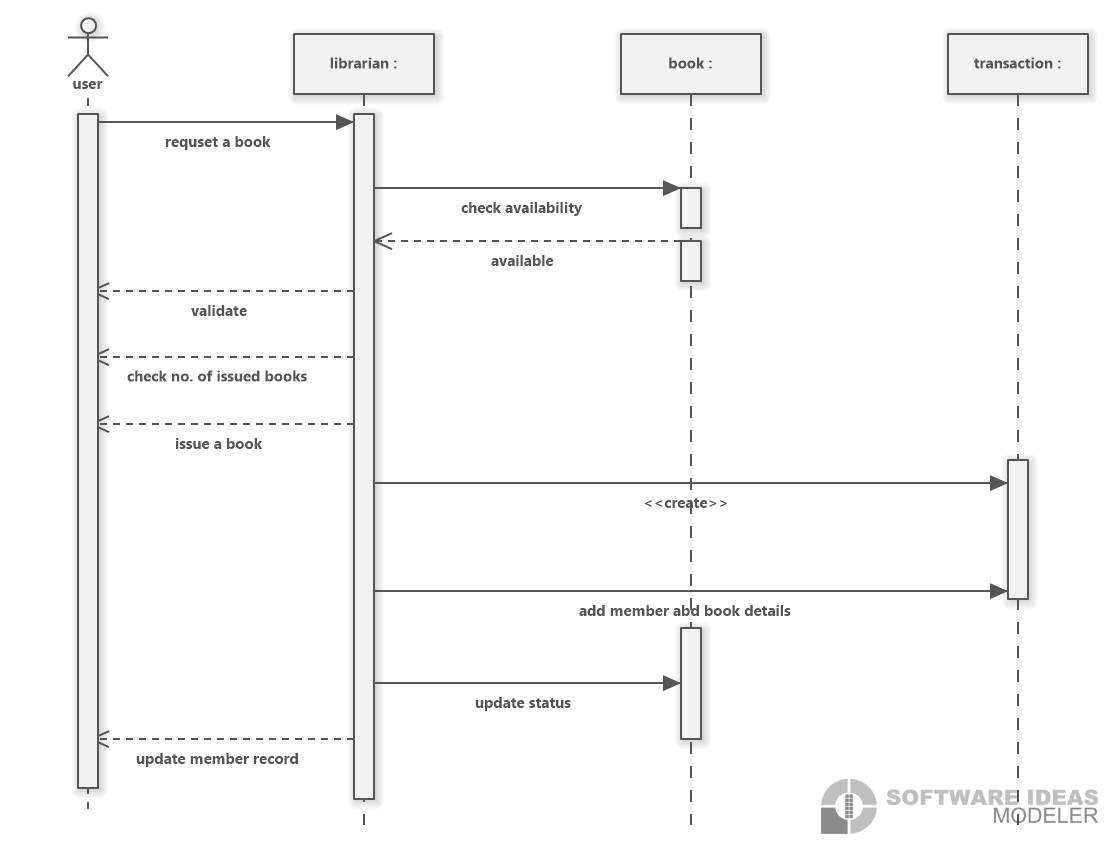 user
librarian :
book :
transaction :
requset a book
check availability
available
validate
check no. of issued books
issue a book
<<create>>
add member abd book details
update status
update member record
SOFTWARE IDEAS
MODELER